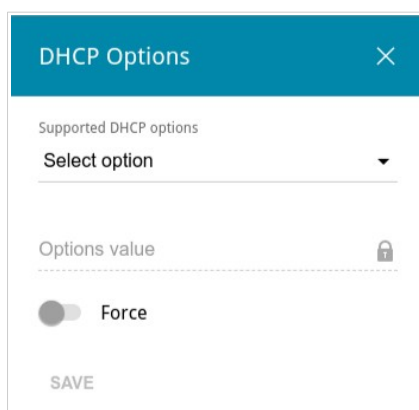 DHCP Options
Supported DHCP options
Select option
Options value
Force
SAVE